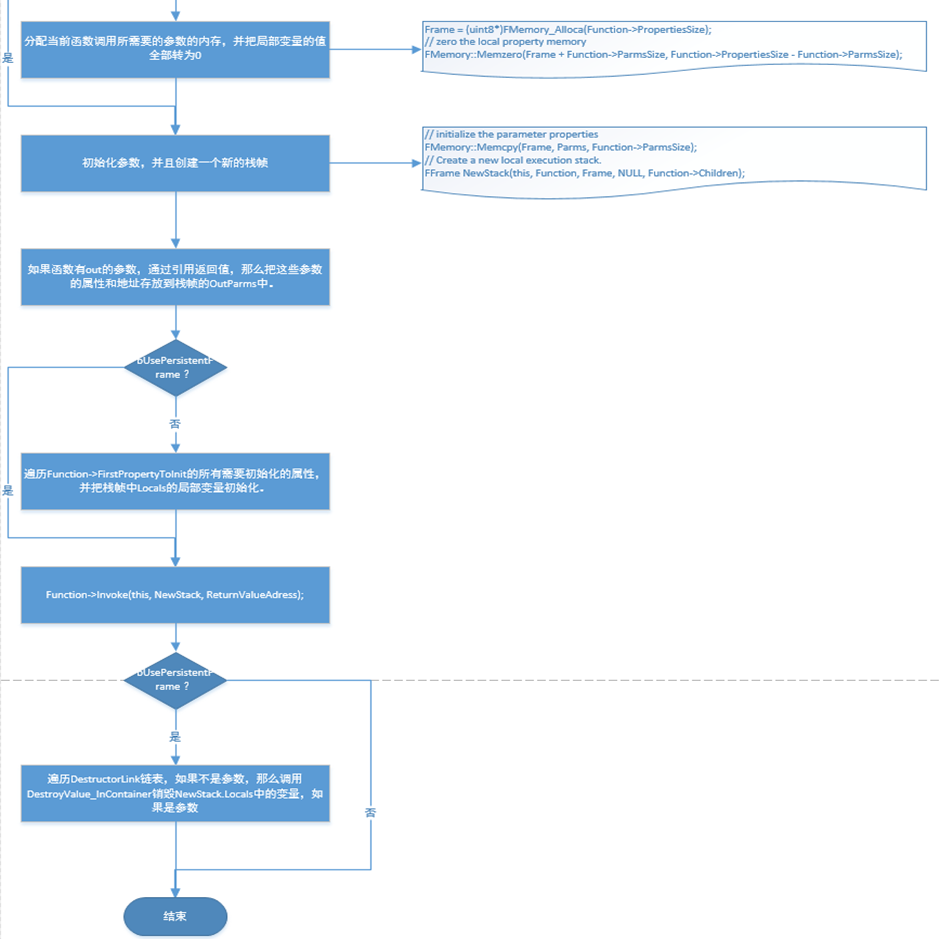 分配当前函数调用所需要的参数的内存，并把局部变量的值
全部转为0
Frame = (uint8*)FMemory_Alloca(Function->PropertiesSize);
// zero the local property memory
FMemory::Memzero(Frame + Function->ParmsSize, Function->PropertiesSize - Function->ParmsSize);
是
初始化参数，并且创建一个新的栈帧
// initialize the parameter properties
FMemory::Memcpy(Frame, Parms, Function->ParmsSize);
// Create a new local execution stack.
FFrame NewStack(this, Function, Frame, NULL, Function->Children);
如果函数有out的参数，通过引用返回值，那么把这些参数
的属性和地址存放到栈帧的OutParms中。
bUsePersistentF
rame ？
否
遍历Function->FirstPropertyToInit的所有需要初始化的属性，
并把栈帧中Locals的局部变量初始化。
是
Function->Invoke(this, NewStack, ReturnValueAdress);
bUsePersistentF
rame ？
是
遍历DestructorLink链表，如果不是参数，那么调用
DestroyValue_InContainer销毁NewStack.Locals中的变量，如
果是参数
否
结束